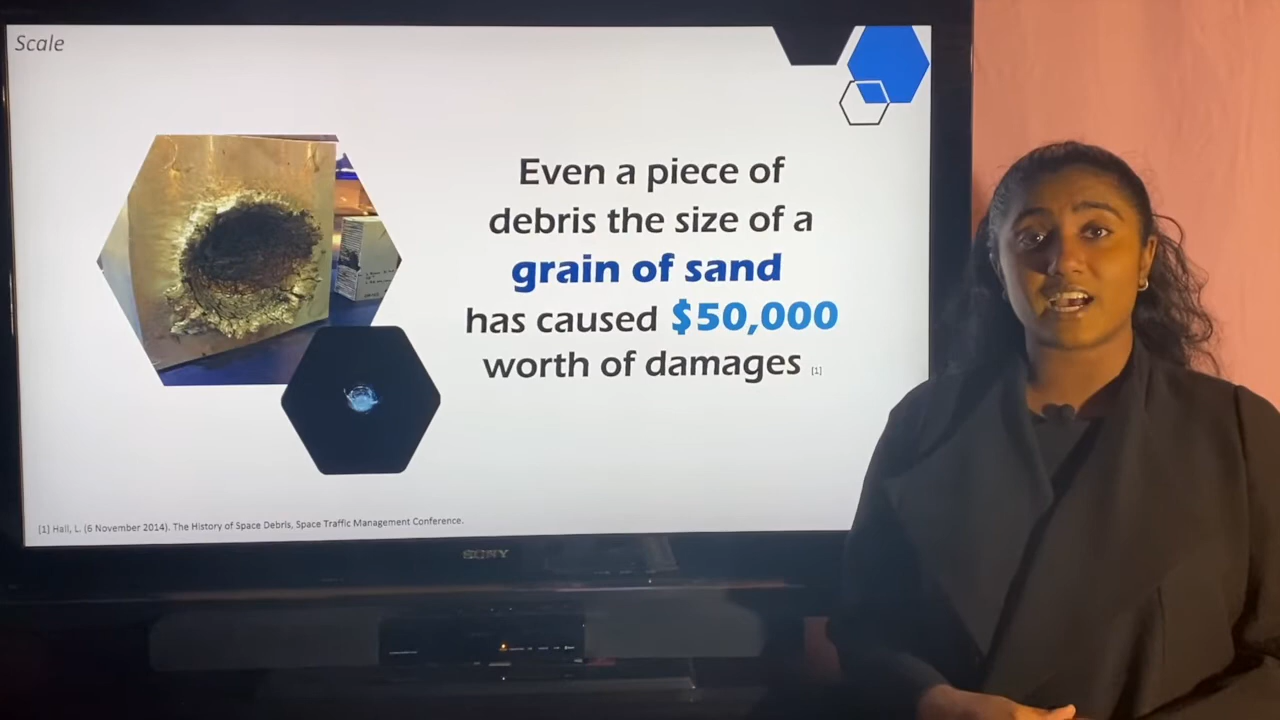 Scale
Even a piece of
debris the size of a
grain of sand
has caused $50,000
worth of damages [1]
[1] Hall, L. (6 November 2014). The History of Space Debris, Space Traffic Management Conference.
SONY